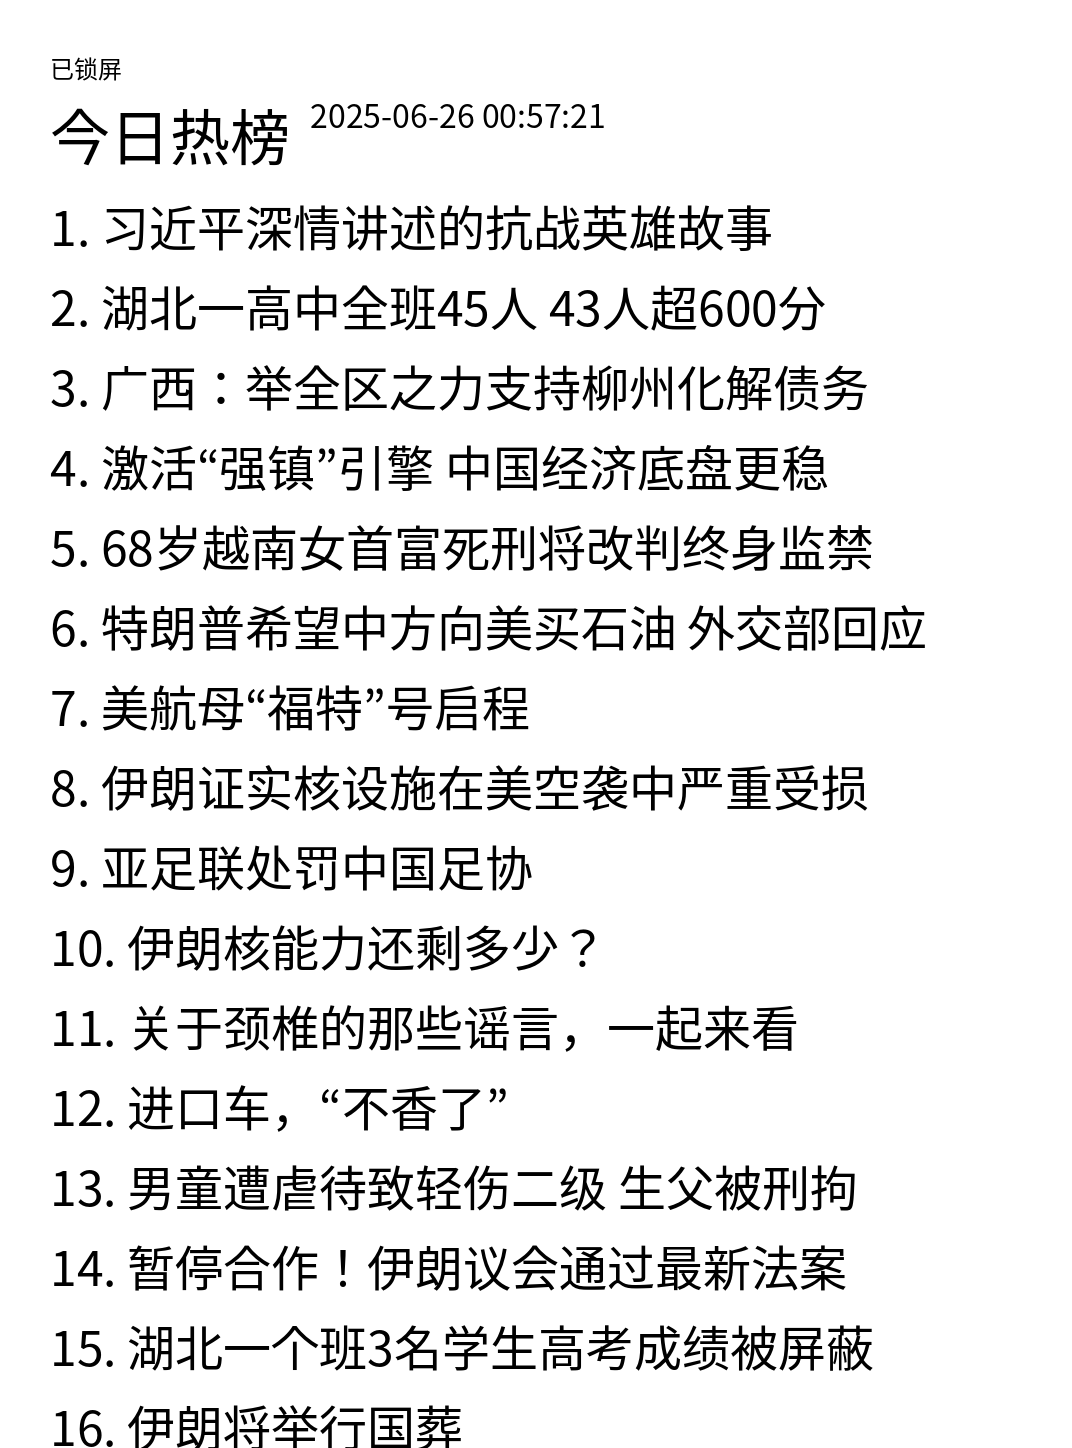 已锁屏
今日热榜 2025-06-26 00:57:21
1. 习近平深情讲述的抗战英雄故事
2. 湖北一高中全班45人 43人超600分
3. 广西：举全区之力支持柳州化解债务
4. 激活“强镇”引擎 中国经济底盘更稳
5. 68岁越南女首富死刑将改判终身监禁
6. 特朗普希望中方向美买石油 外交部回应
7. 美航母“福特”号启程
8. 伊朗证实核设施在美空袭中严重受损
9. 亚足联处罚中国足协
10. 伊朗核能力还剩多少？
11. 关于颈椎的那些谣言，一起来看
12. 进口车，“不香了”
13. 男童遭虐待致轻伤二级 生父被刑拘
14. 暂停合作！伊朗议会通过最新法案
15. 湖北一个班3名学生高考成绩被屏蔽
16. 伊朗将举行国葬